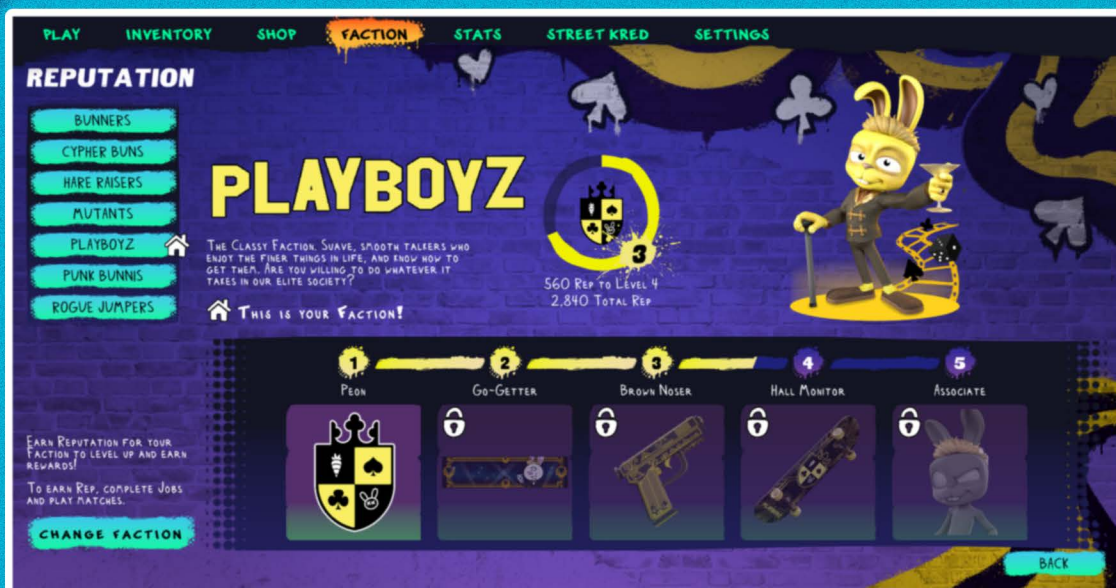 PLAY INVENTORY SHOP FACTION STATS STREET KRED SETTINGS
REPUTATION
BUNNERS
CYPHER BUNS
HARE RAISERS
MUTANTS
PLAYBOYZ
PUNK BUNNIS
ROGUE JUMPERS
PLAYBOYZ
THE CLASSY FACTION. SUAVE, SMOOTH TALKERS WHO
ENJOY THE FINER THINGS IN LIFE, AND KNOW HOW TO
GET THEM. ARE YOU WILLING TO DO WHATEVER IT
TAKES IN OUR ELITE SOCIETY?
THIS IS YOUR FACTION!
3
560 REP TO LEVEL 4
2,840 TOTAL REP
1 2 3 4 5
PEON GO-GETTER BROWN NOSER HALL MONITOR ASSOCIATE
EARN REPUTATION FOR YOUR
FACTION TO LEVEL UP AND EARN
REWARDS!
TO EARN REP, COMPLETE JOBS
AND PLAY MATCHES.
CHANGE FACTION
BACK